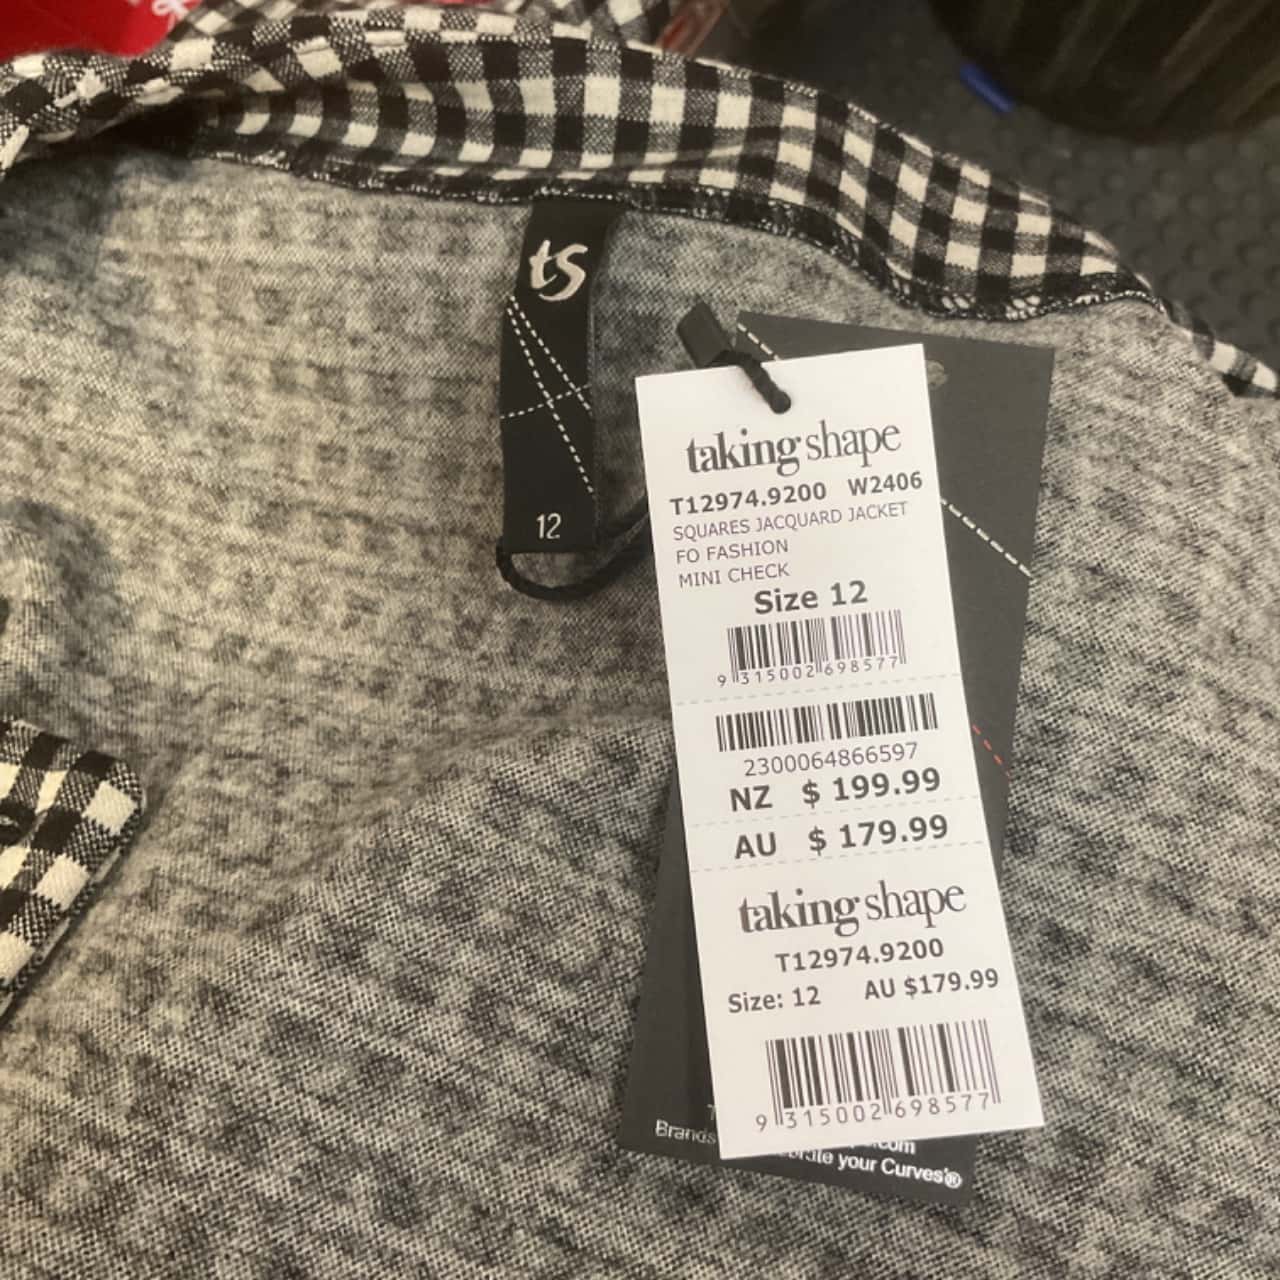 ts
12
taking shape
T12974.9200 W2406
SQUARES JACQUARD JACKET
FO FASHION
MINI CHECK
Size 12
9 315002 698577
2300064866597
NZ $ 199.99
AU $ 179.99
taking shape
T12974.9200
Size: 12 AU $179.99
9 315002 698577
Brands
.com
your Curves'®